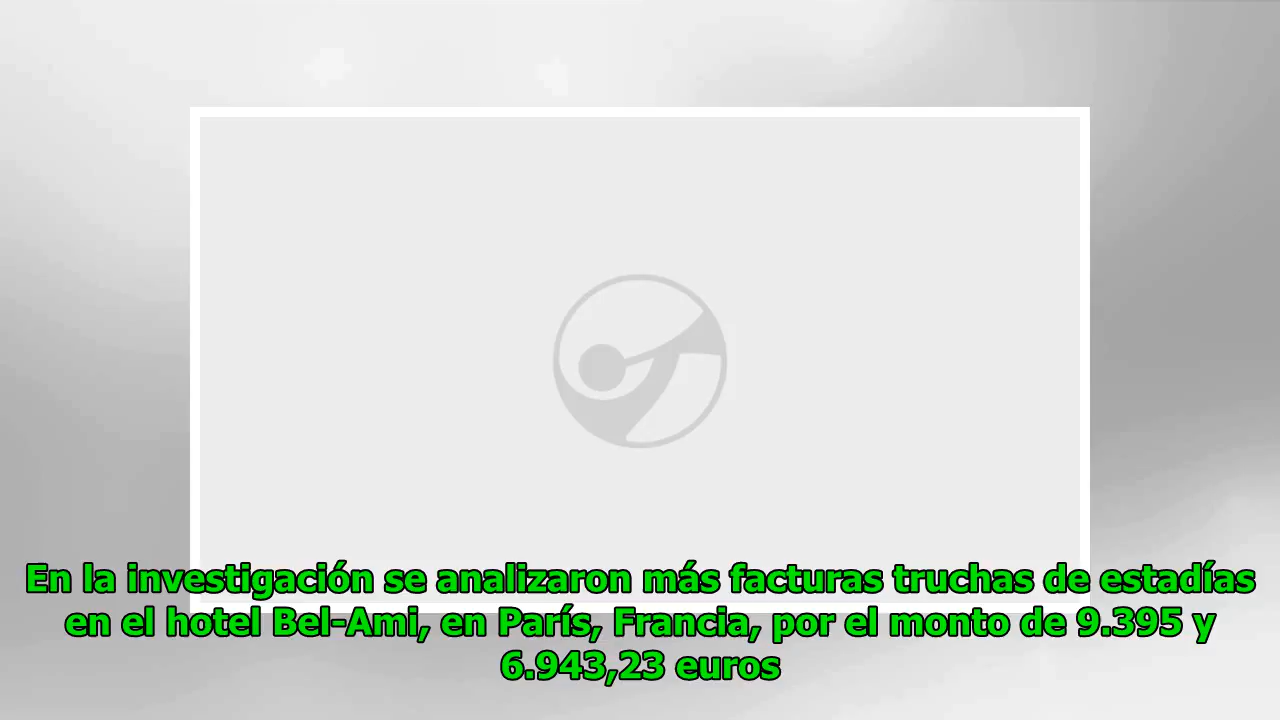 En la investigación se analizaron más facturas truchas de estadías
en el hotel Bel-Ami, en París, Francia, por el monto de 9.395 y
6.943,23 euros